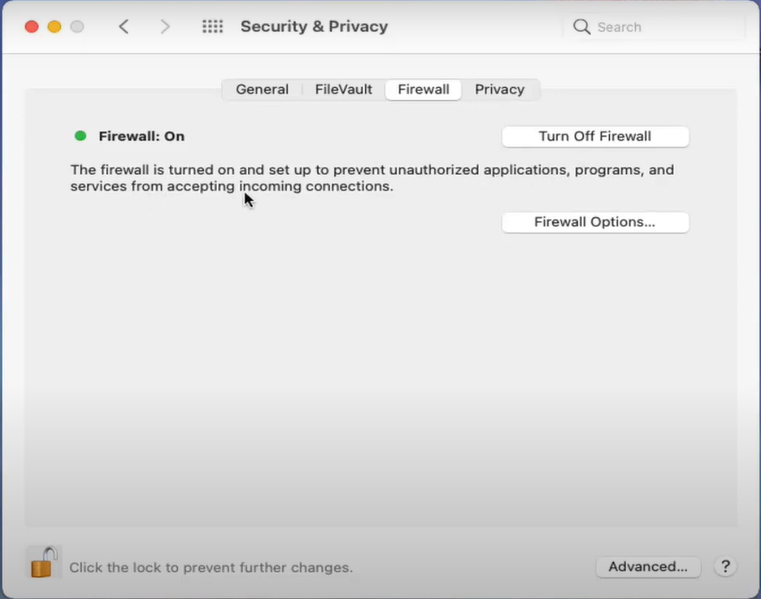 Security & Privacy
Search
General
FileVault
Firewall
Privacy
Firewall: On
Turn Off Firewall
The firewall is turned on and set up to prevent unauthorized applications, programs, and
services from accepting incoming connections.
Firewall Options...
Click the lock to prevent further changes.
Advanced...
?